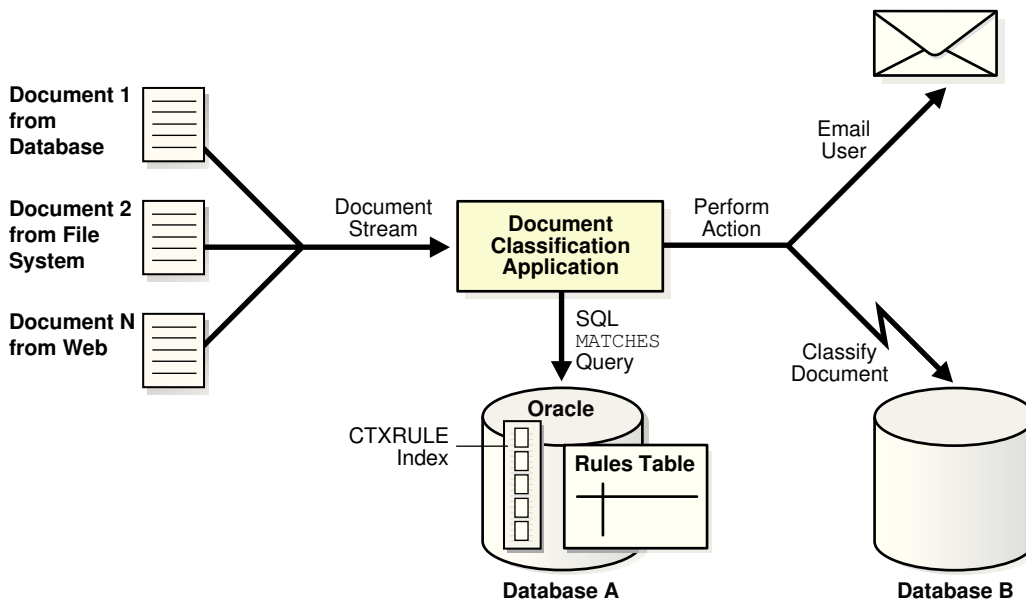 Document 1
from
Database
Document 2
from File
System
Document N
from Web
Document
Stream
Document
Classification
Application
Perform
Action
Email
User
Classify
Document
SQL
MATCHES
Query
Oracle
CTXRULE
Index
Rules Table
Database A
Database B